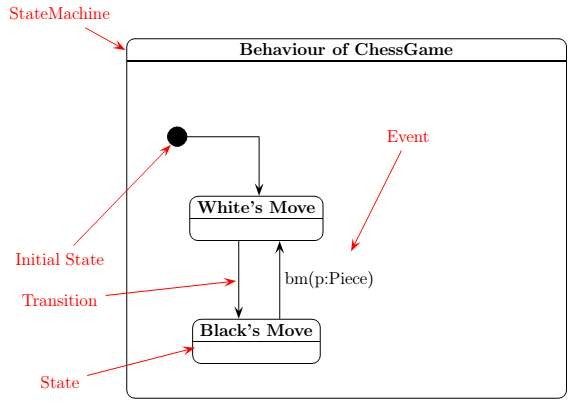 StateMachine
Behaviour of ChessGame
Event
White's Move
Initial State
bm(p:Piece)
Transition
Black's Move
State